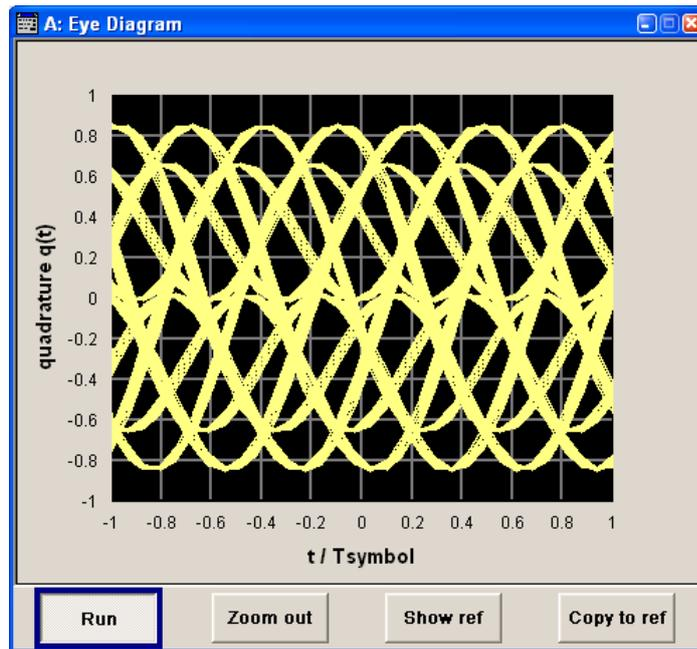 A: Eye Diagram
1
0.8
0.6
0.4
0.2
0
-0.2
-0.4
-0.6
-0.8
-1
quadrature q(t)
-1 -0.8 -0.6 -0.4 -0.2 0 0.2 0.4 0.6 0.8 1
t / Tsymbol
Run Zoom out Show ref Copy to ref